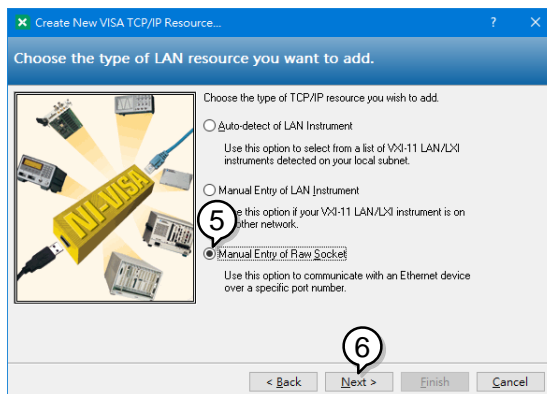 Create New VISA TCP/IP Resource...
Choose the type of LAN resource you want to add.
NI-VISA
Choose the type of TCP/IP resource you wish to add.
Auto-detect of LAN Instrument
Use this option to select from a list of VXI-11 LAN/LXI
instruments detected on your local subnet.
Manual Entry of LAN Instrument
this option if your VXI-11 LAN/LXI instrument is on
other network.
5
Manual Entry of Raw Socket
Use this option to communicate with an Ethernet device
over a specific port number.
6
< Back
Next >
Finish
Cancel